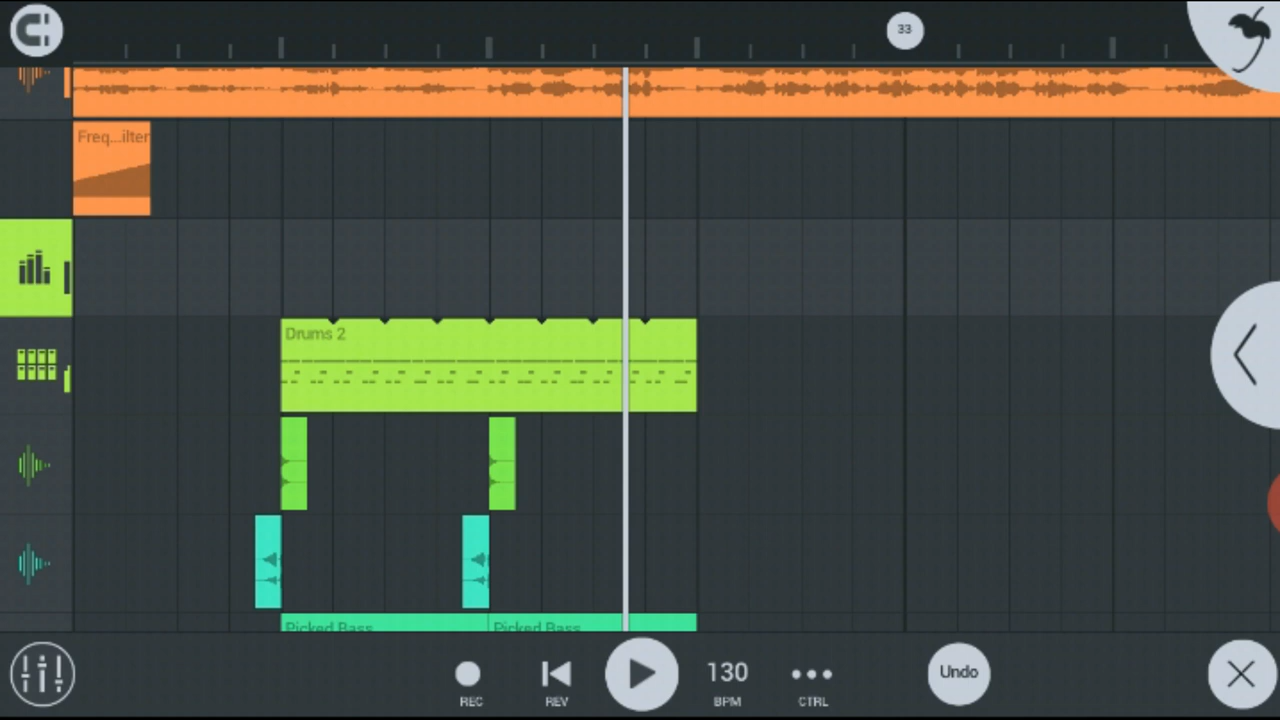 33
Freq...ilter
Drums 2
Picked Bass
Picked Bass
130
Undo
REC
REV
BPM
CTRL